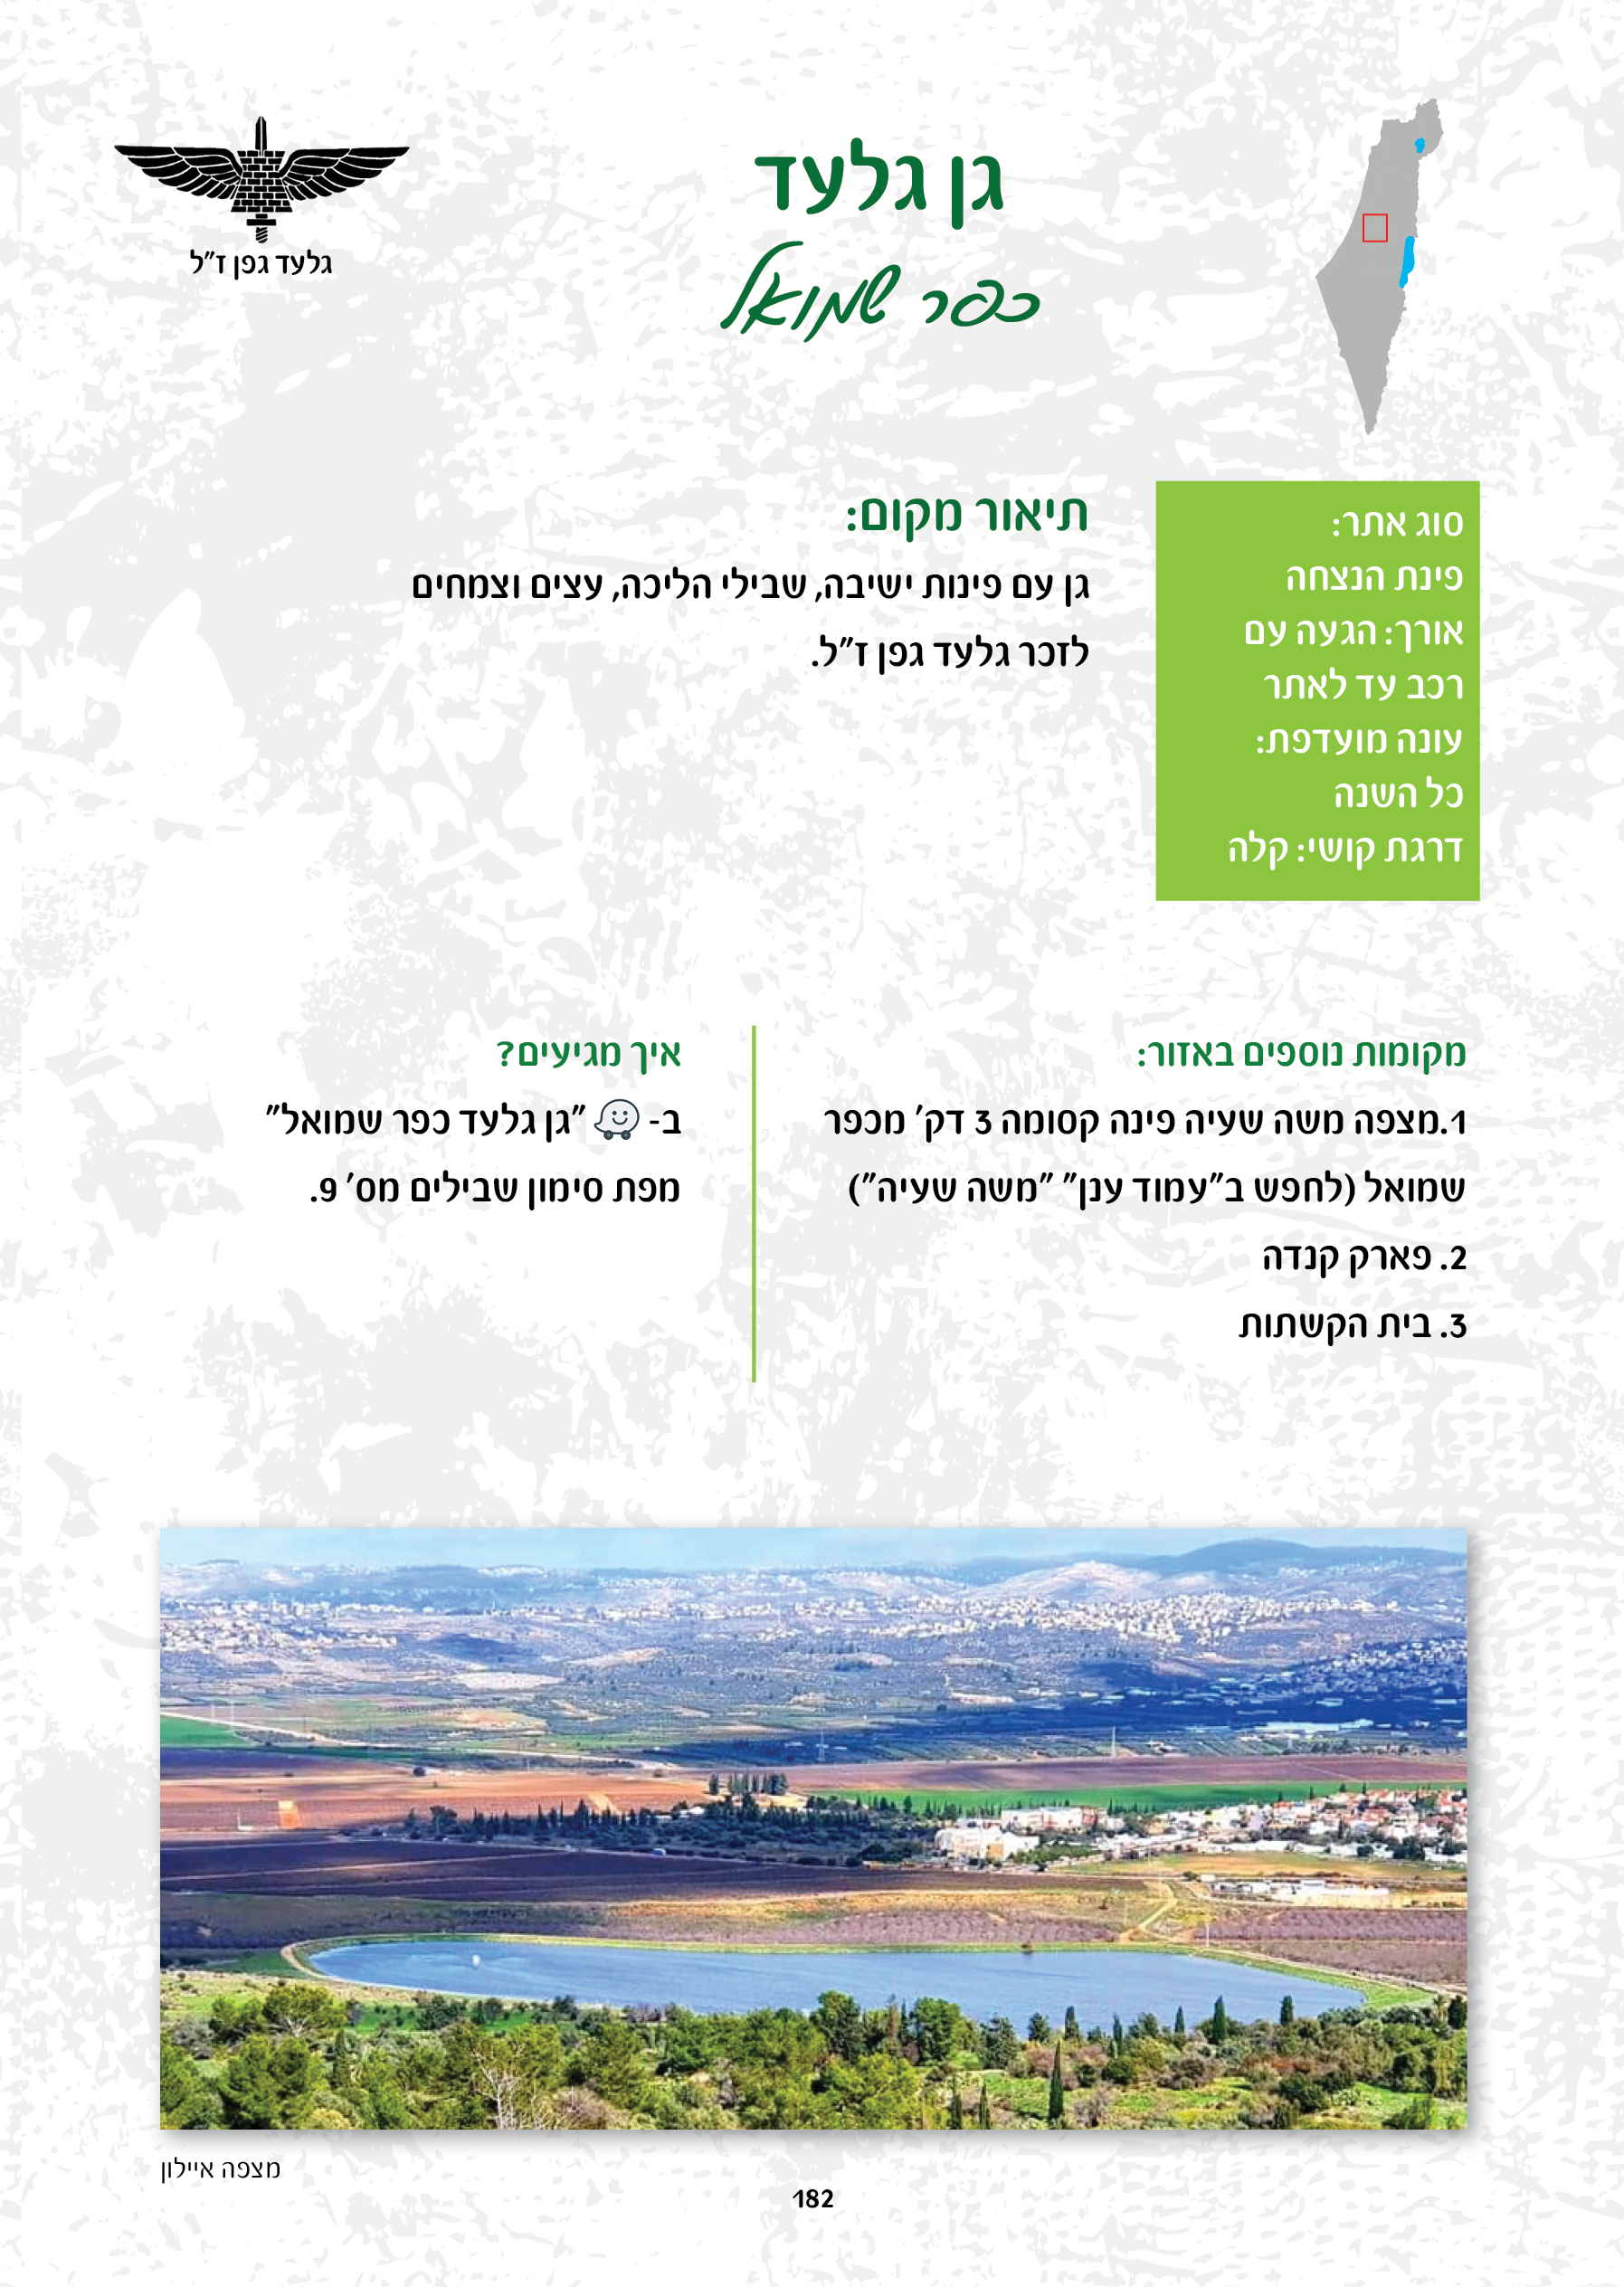 גן גלעד
כפר שמואל
גלעד גפן ז"ל
סוג אתר:
פינת הנצחה
אורך: הגעה עם
רכב עד לאתר
עונה מועדפת:
כל השנה
דרגת קושי: קלה
תיאור מקום:
גן עם פינות ישיבה, שבילי הליכה, עצים וצמחים
לזכר גלעד גפן ז"ל.
מקומות נוספים באזור:
1.מצפה משה שעיה פינה קסומה 3 דק' מכפר
שמואל (לחפש ב"עמוד ענן" "משה שעיה")
2. פארק קנדה
3. בית הקשתות
איך מגיעים?
ב- "גן גלעד כפר שמואל"
מפת סימון שבילים מס' 9.
מצפה איילון
182